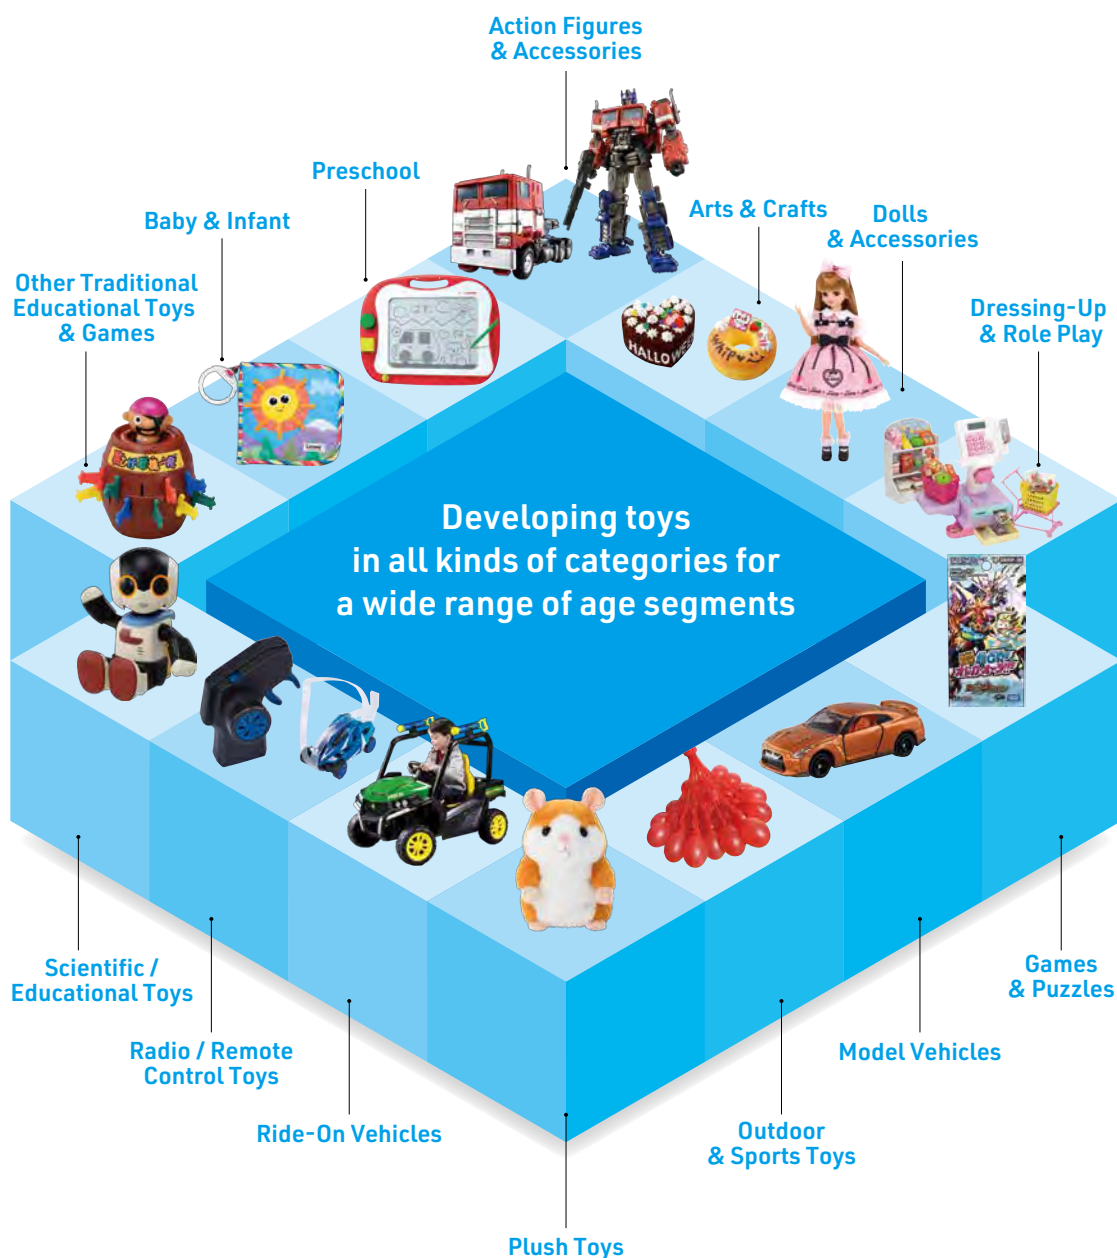 Action Figures
& Accessories
Preschool
Arts & Crafts
Dolls
& Accessories
Baby & Infant
Other Traditional
Educational Toys
& Games
Dressing-Up
& Role Play
HALLOWEE
Whip
Developing toys
in all kinds of categories for
a wide range of age segments
Scientific /
Educational Toys
Games
& Puzzles
Radio / Remote
Control Toys
Model Vehicles
Ride-On Vehicles
Outdoor
& Sports Toys
Plush Toys